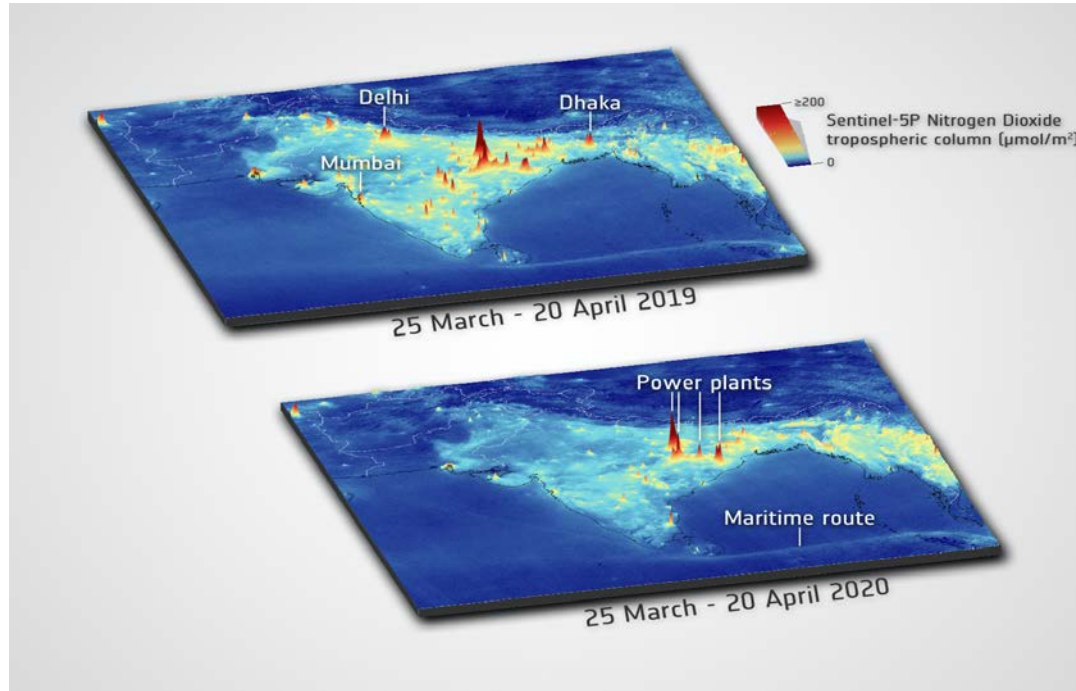 Delhi
Dhaka
Mumbai
≥200
Sentinel-5P Nitrogen Dioxide
tropospheric column (µmol/m²)
0
25 March - 20 April 2019
Power plants
Maritime route
25 March - 20 April 2020